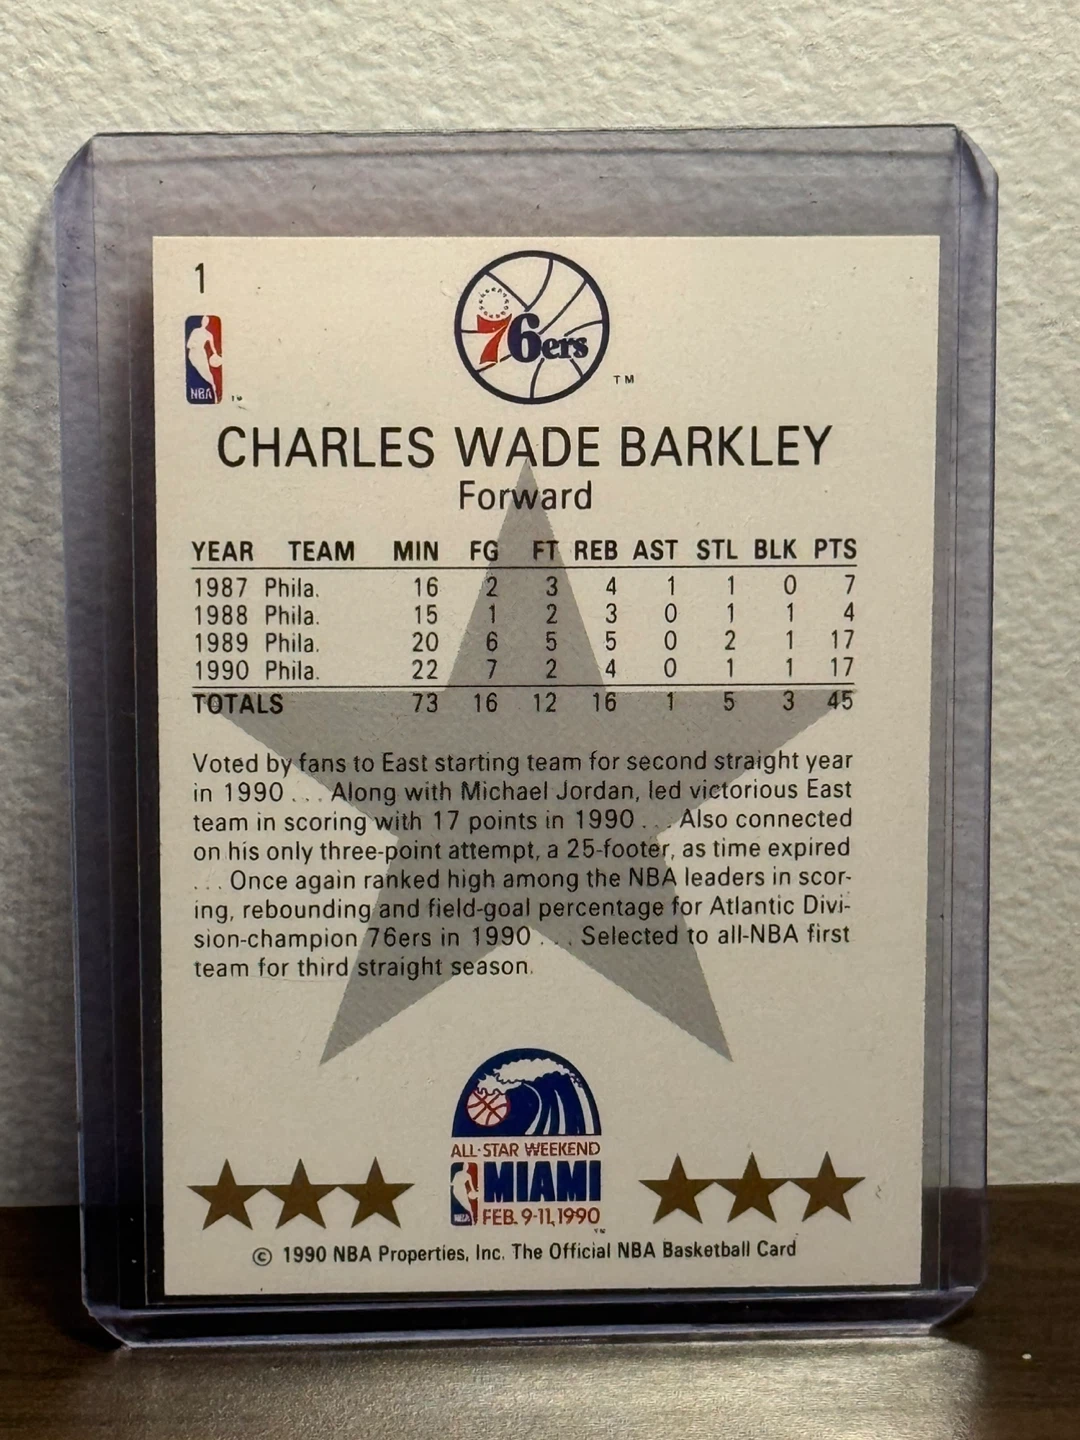 1
76ers
TM
NBA
TM
CHARLES WADE BARKLEY
Forward
YEAR TEAM MIN FG FT REB AST STL BLK PTS
1987 Phila. 16 2 3 4 1 1 0 7
1988 Phila. 15 1 2 3 0 1 1 4
1989 Phila. 20 6 5 5 0 2 1 17
1990 Phila. 22 7 2 4 0 1 1 17
TOTALS 73 16 12 16 1 5 3 45
Voted by fans to East starting team for second straight year
in 1990 . . . Along with Michael Jordan, led victorious East
team in scoring with 17 points in 1990 . . . Also connected
on his only three-point attempt, a 25-footer, as time expired
. . . Once again ranked high among the NBA leaders in scor-
ing, rebounding and field-goal percentage for Atlantic Divi-
sion-champion 76ers in 1990 . . . Selected to all-NBA first
team for third straight season.
ALL-STAR WEEKEND
MIAMI
NBA FEB. 9-11, 1990
TM
© 1990 NBA Properties, Inc. The Official NBA Basketball Card